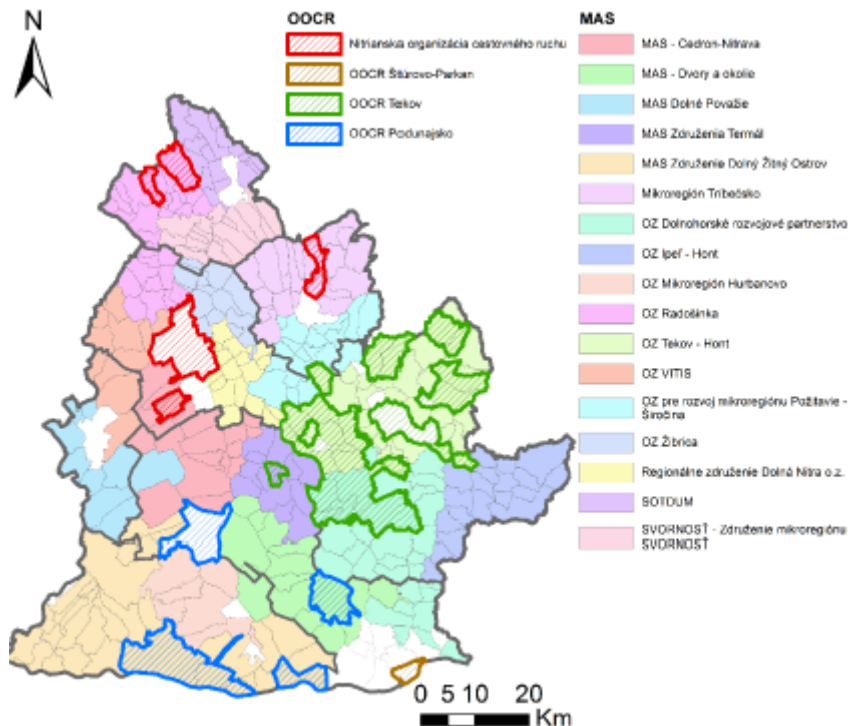 N
OOCR
Nitrianska organizácia cestovného ruchu
OOCR Štúrovo-Parkan
OOCR Tekov
OOCR Podunajsko
MAS
MAS - Cedron-Nitrava
MAS - Dvory a okolie
MAS Dolné Považie
MAS Združenia Termál
MAS Združenie Dolný Žitný Ostrov
Mikroregión Tribečsko
OZ Dolnohorské rozvojové partnerstvo
OZ Ipeľ - Hont
OZ Mikroregión Hurbanovo
OZ Radošinka
OZ Tekov - Hont
OZ VITIS
OZ pre rozvoj mikroregiónu Požitavie -
Širočina
OZ Žibrica
Regionálne združenie Dolná Nitra o.z.
SOTDUM
SVORNOSŤ - Združenie mikroregiónu
SVORNOSŤ
0 5 10 20
Km